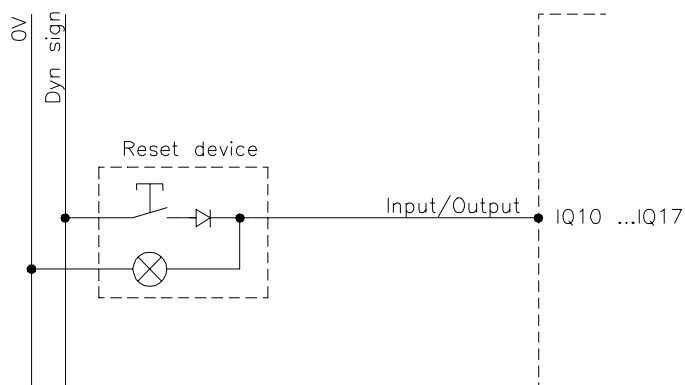 0V
Dyn sign
Reset device
Input/Output
IQ10 ...IQ17